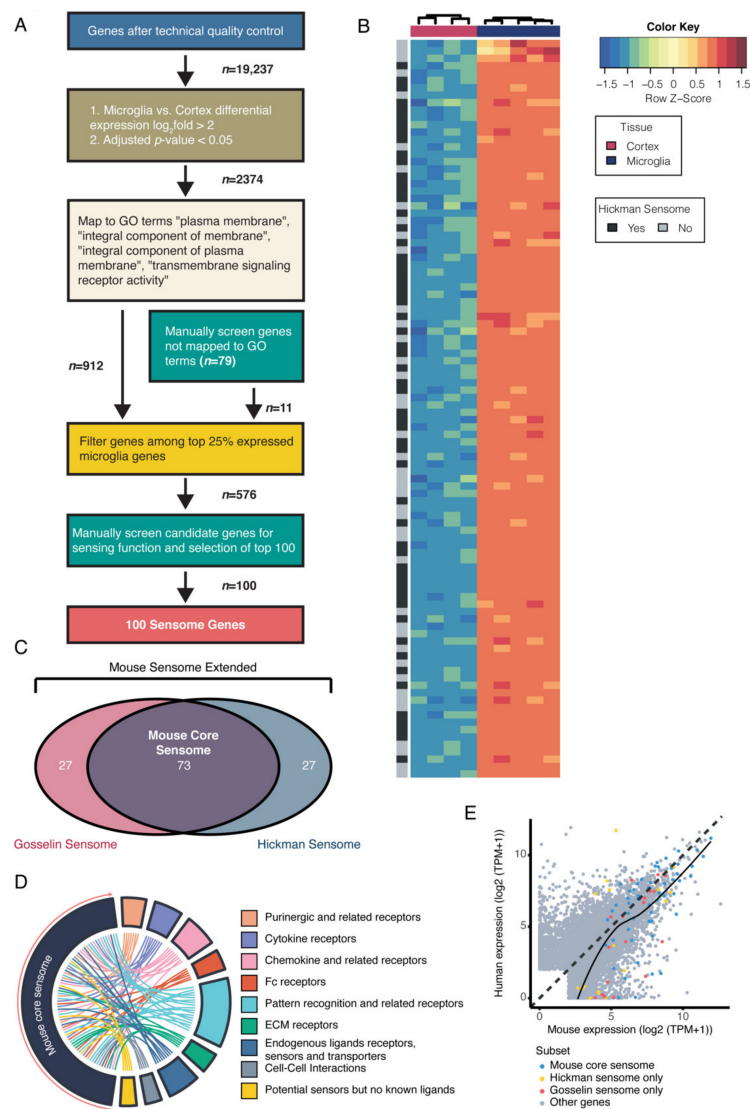 A
Genes after technical quality control
n=19,237
1. Microglia vs. Cortex differential
expression log2fold > 2
2. Adjusted p-value < 0.05
n=2374
Map to GO terms "plasma membrane",
"integral component of membrane",
"integral component of plasma
membrane", "transmembrane signaling
receptor activity"
Manually screen genes
not mapped to GO
terms (n=79)
n=912
n=11
Filter genes among top 25% expressed
microglia genes
n=576
Manually screen candidate genes for
sensing function and selection of top 100
n=100
100 Sensome Genes
B
Color Key
−1.5 −1 −0.5 0 0.5 1 1.5
Row Z-Score
Tissue
Cortex
Microglia
Hickman Sensome
Yes No
C
Mouse Sensome Extended
Mouse Core
Sensome
27 73 27
Gosselin Sensome Hickman Sensome
D
Mouse core sensome
Purinergic and related receptors
Cytokine receptors
Chemokine and related receptors
Fc receptors
Pattern recognition and related receptors
ECM receptors
Endogenous ligands receptors,
sensors and transporters
Cell-Cell Interactions
Potential sensors but no known ligands
E
Human expression (log2 (TPM+1))
10
5
0
0 5 10
Mouse expression (log2 (TPM+1))
Subset
Mouse core sensome
Hickman sensome only
Gosselin sensome only
Other genes